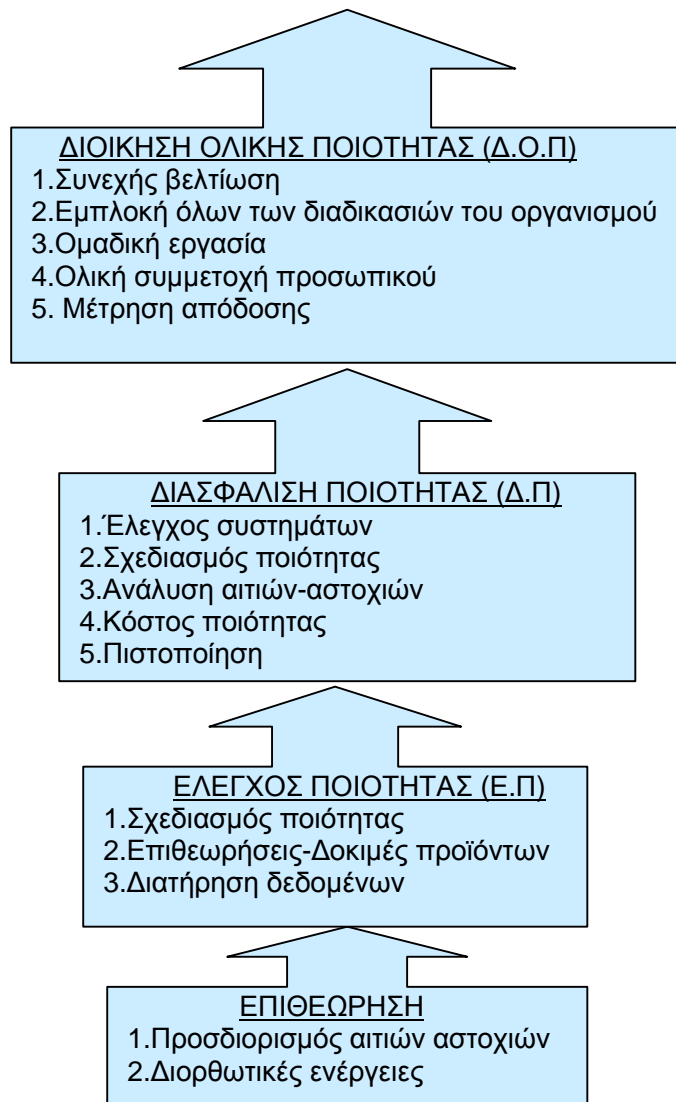 ΔΙΟΙΚΗΣΗ ΟΛΙΚΗΣ ΠΟΙΟΤΗΤΑΣ (Δ.Ο.Π)
1.Συνεχής βελτίωση
2.Εμπλοκή όλων των διαδικασιών του οργανισμού
3.Ομαδική εργασία
4.Ολική συμμετοχή προσωπικού
5. Μέτρηση απόδοσης
ΔΙΑΣΦΑΛΙΣΗ ΠΟΙΟΤΗΤΑΣ (Δ.Π)
1.Έλεγχος συστημάτων
2.Σχεδιασμός ποιότητας
3.Ανάλυση αιτιών-αστοχιών
4.Κόστος ποιότητας
5.Πιστοποίηση
ΕΛΕΓΧΟΣ ΠΟΙΟΤΗΤΑΣ (Ε.Π)
1.Σχεδιασμός ποιότητας
2.Επιθεωρήσεις-Δοκιμές προϊόντων
3.Διατήρηση δεδομένων
ΕΠΙΘΕΩΡΗΣΗ
1.Προσδιορισμός αιτιών αστοχιών
2.Διορθωτικές ενέργειες